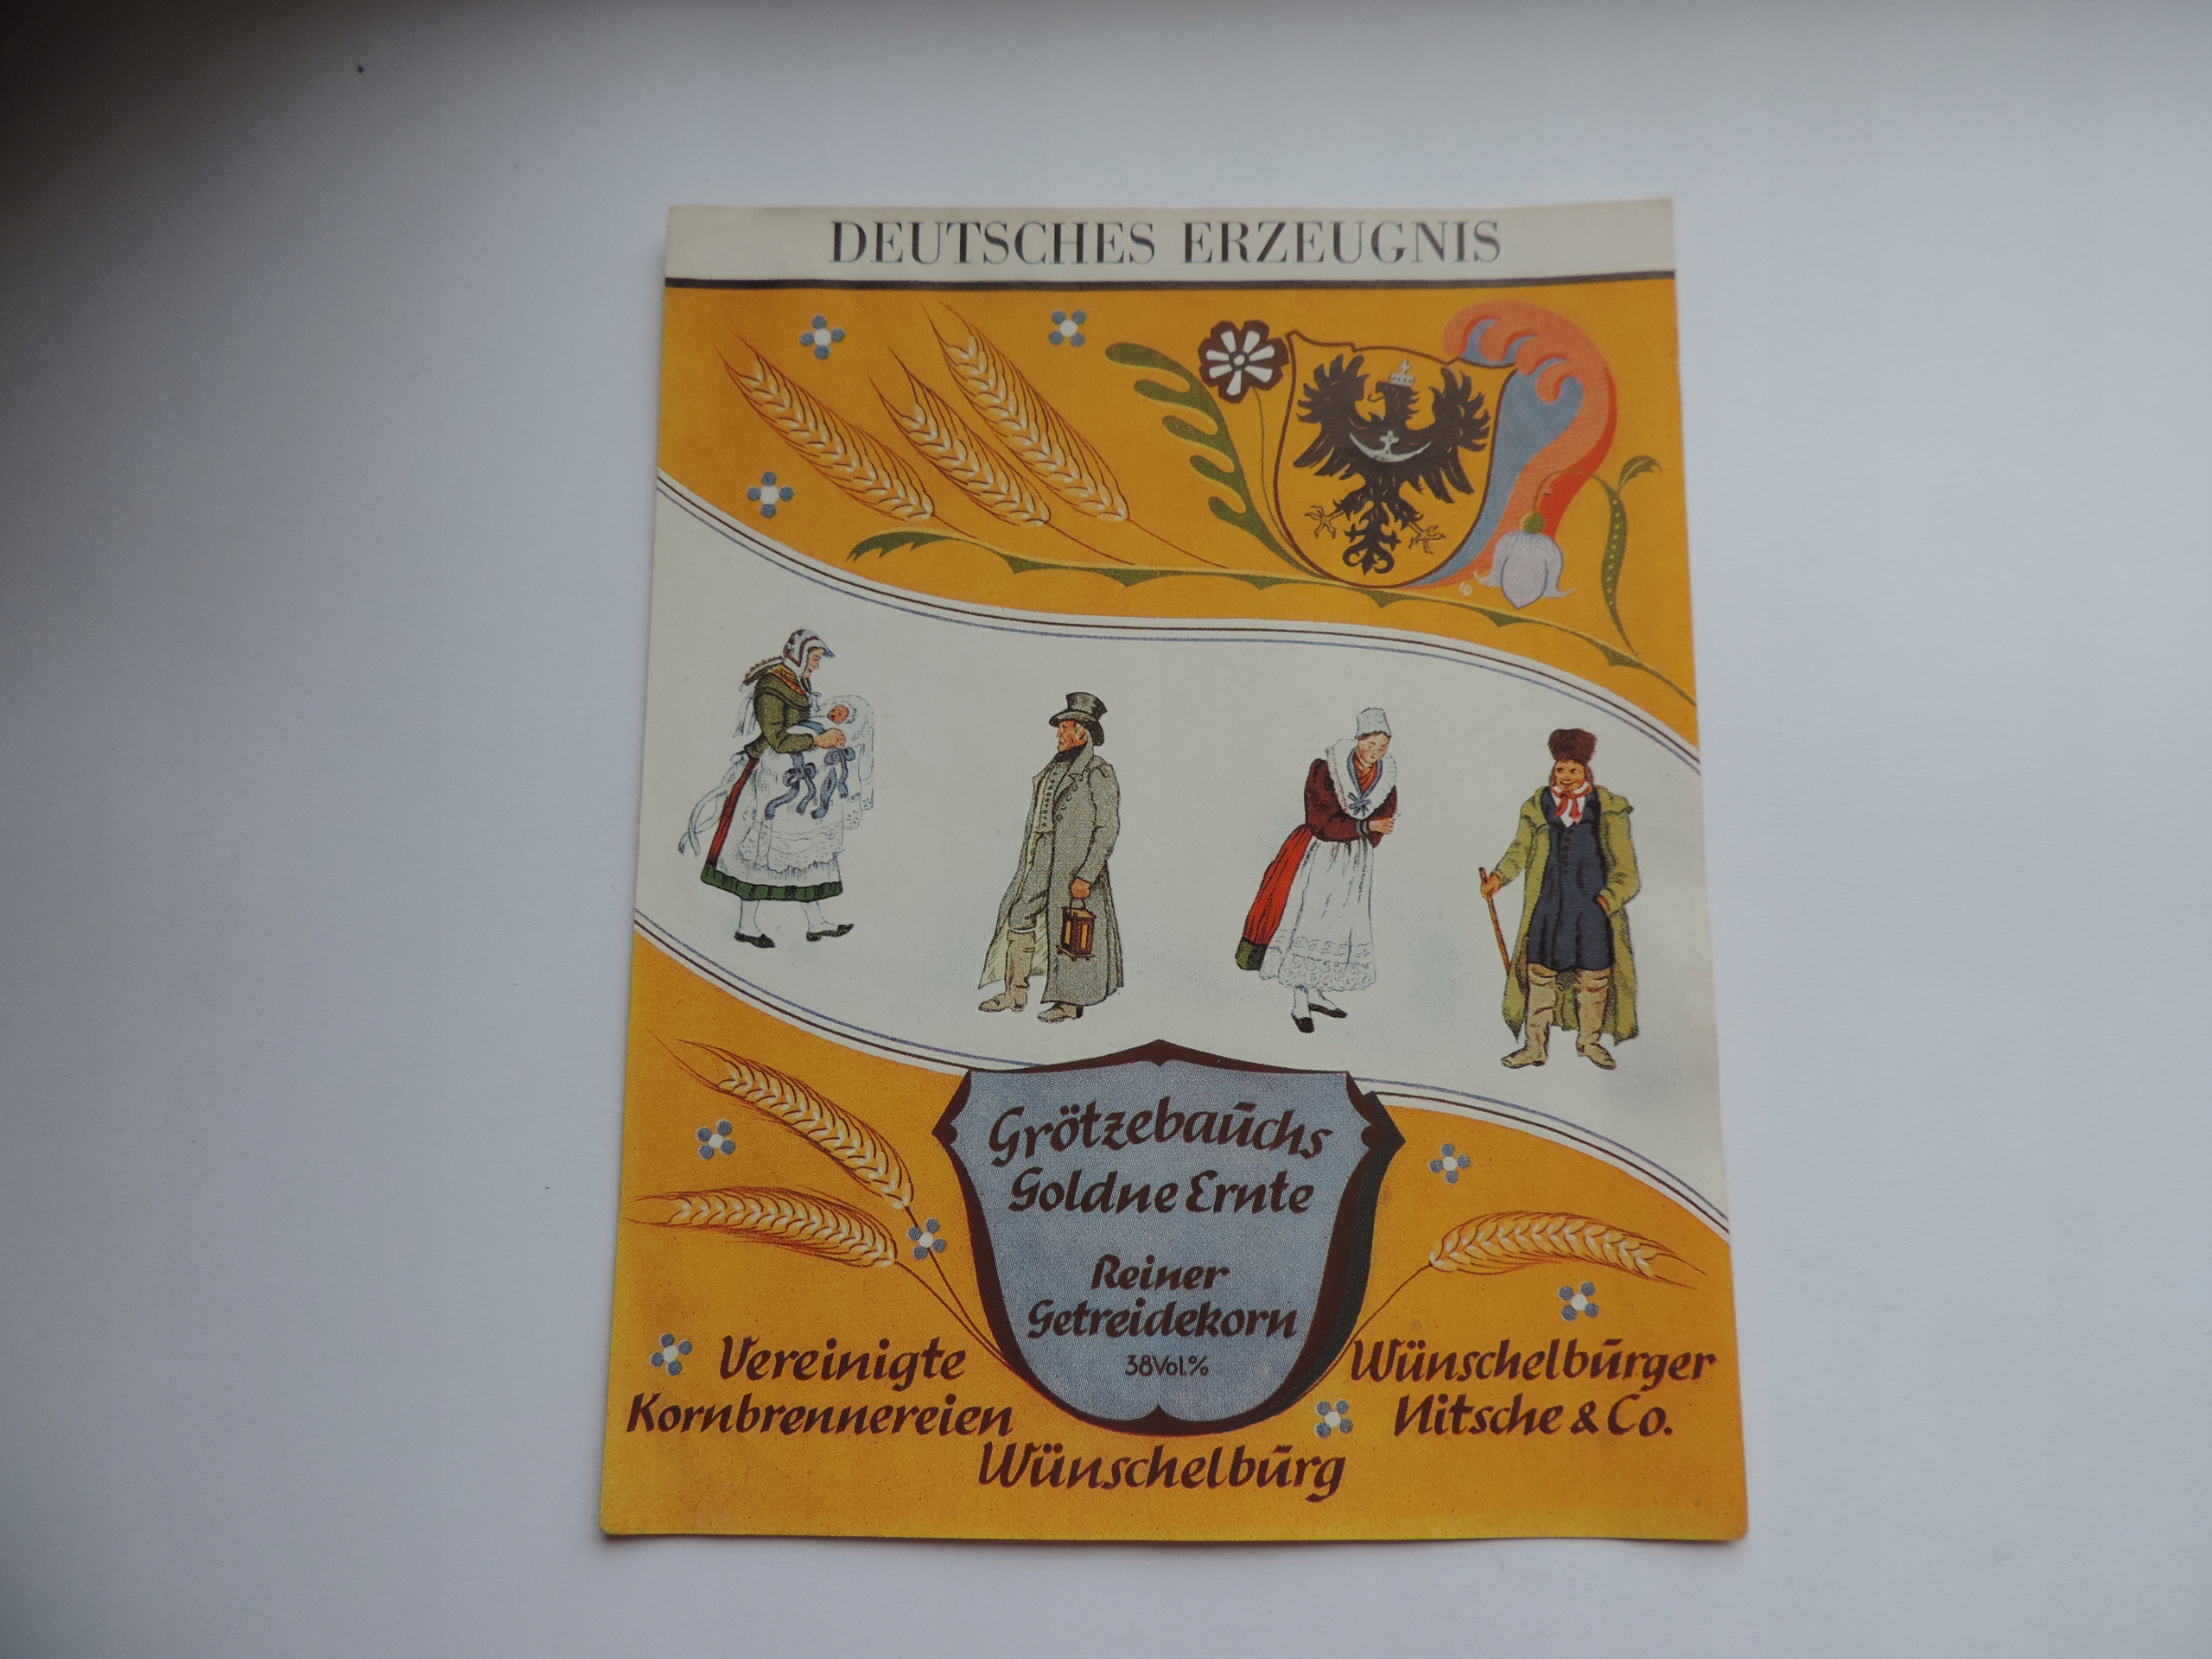 DEUTSCHES ERZEUGNIS
Grötzebauchs
Goldne Ernte
Reiner
Getreidekorn
38Vol.%
Vereinigte
Kornbrennereien
Wünschelburg
Wünschelburger
Nitsche & Co.